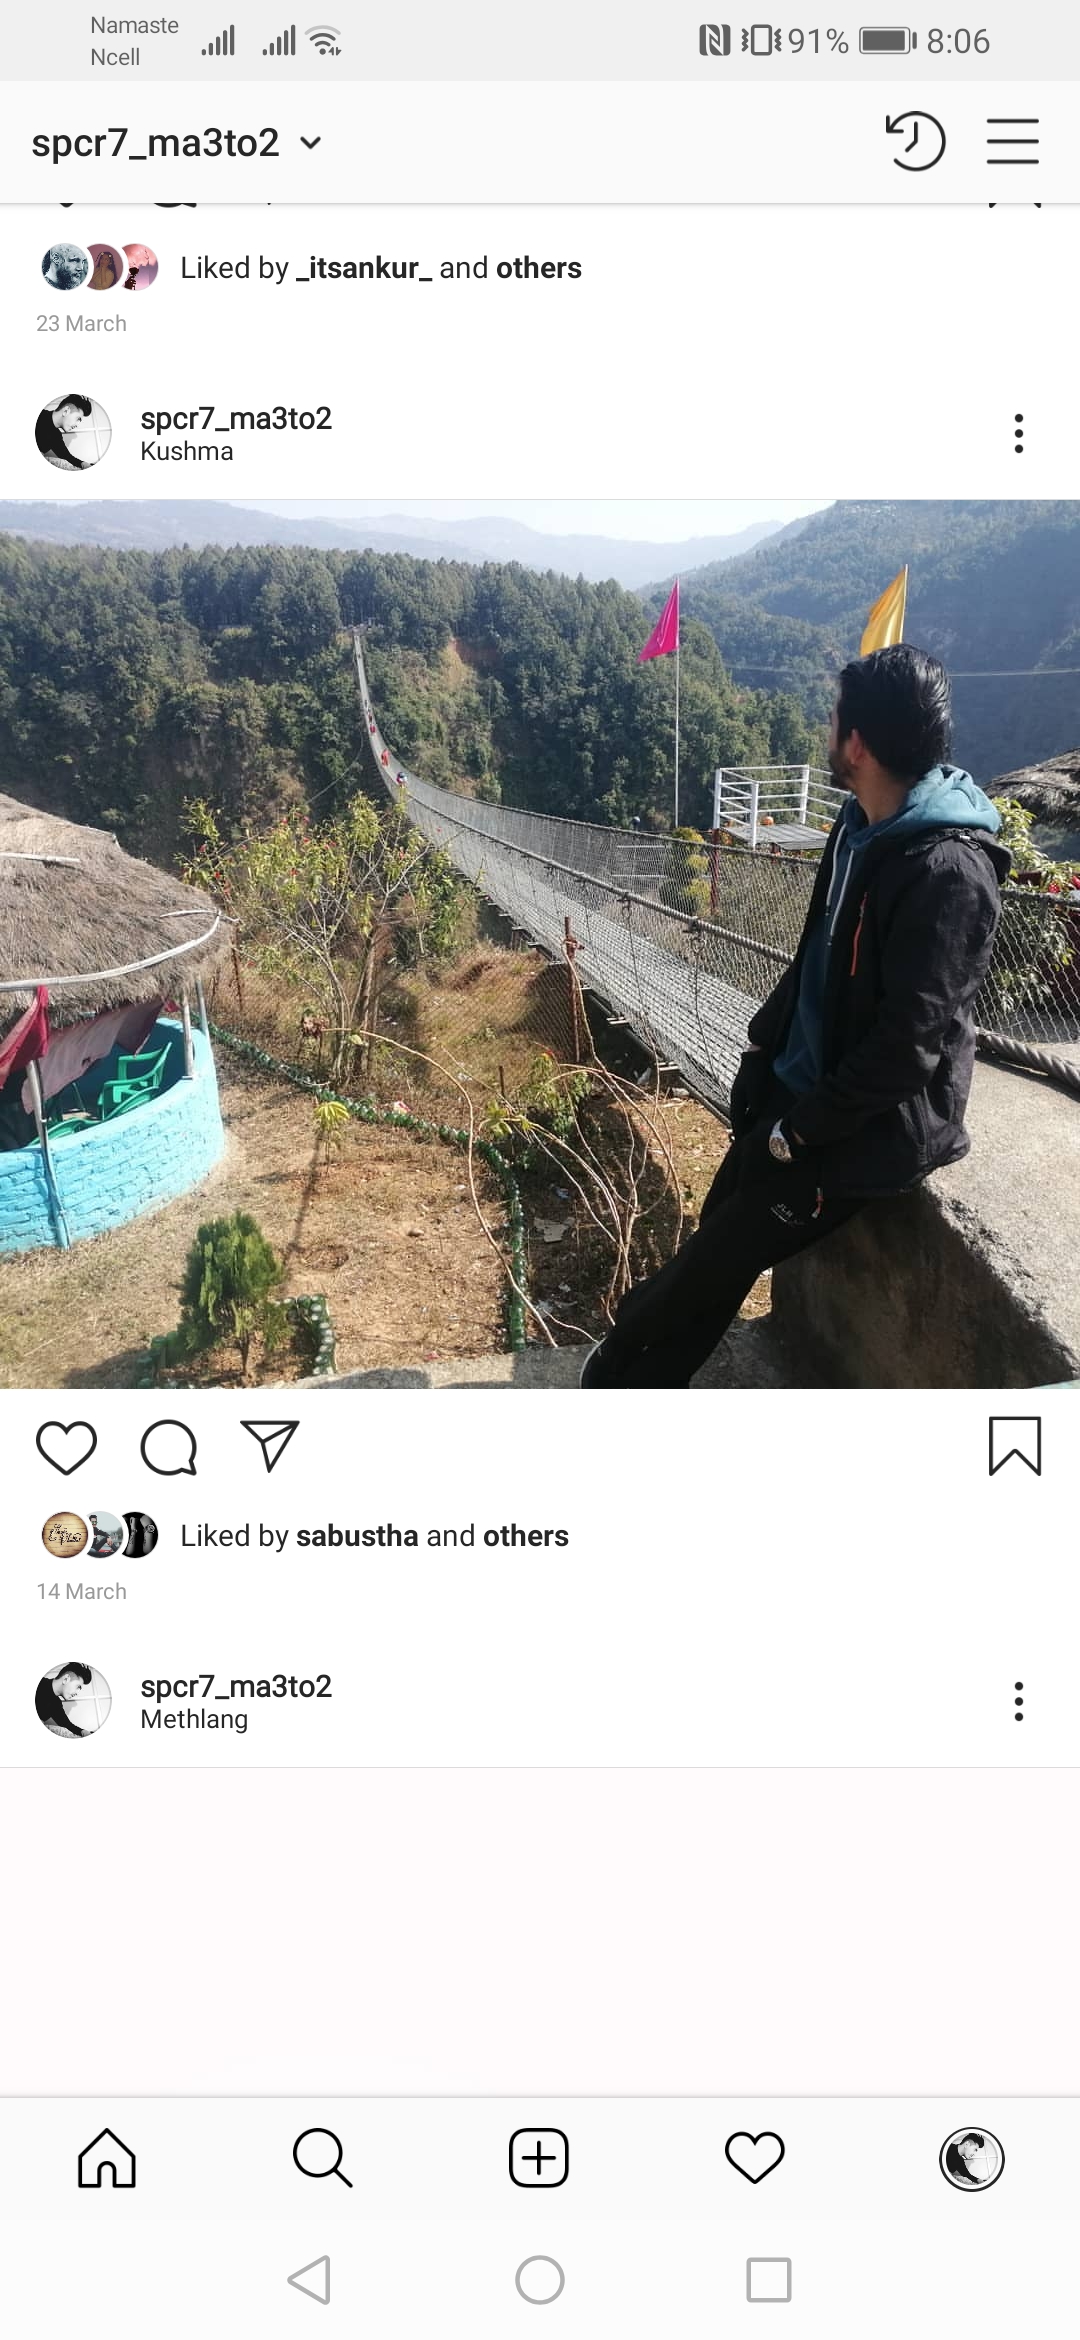 Namaste
Ncell
91% 8:06
spcr7_ma3to2
Liked by _itsankur_ and others
23 March
spcr7_ma3to2
Kushma
Liked by sabustha and others
14 March
spcr7_ma3to2
Methlang